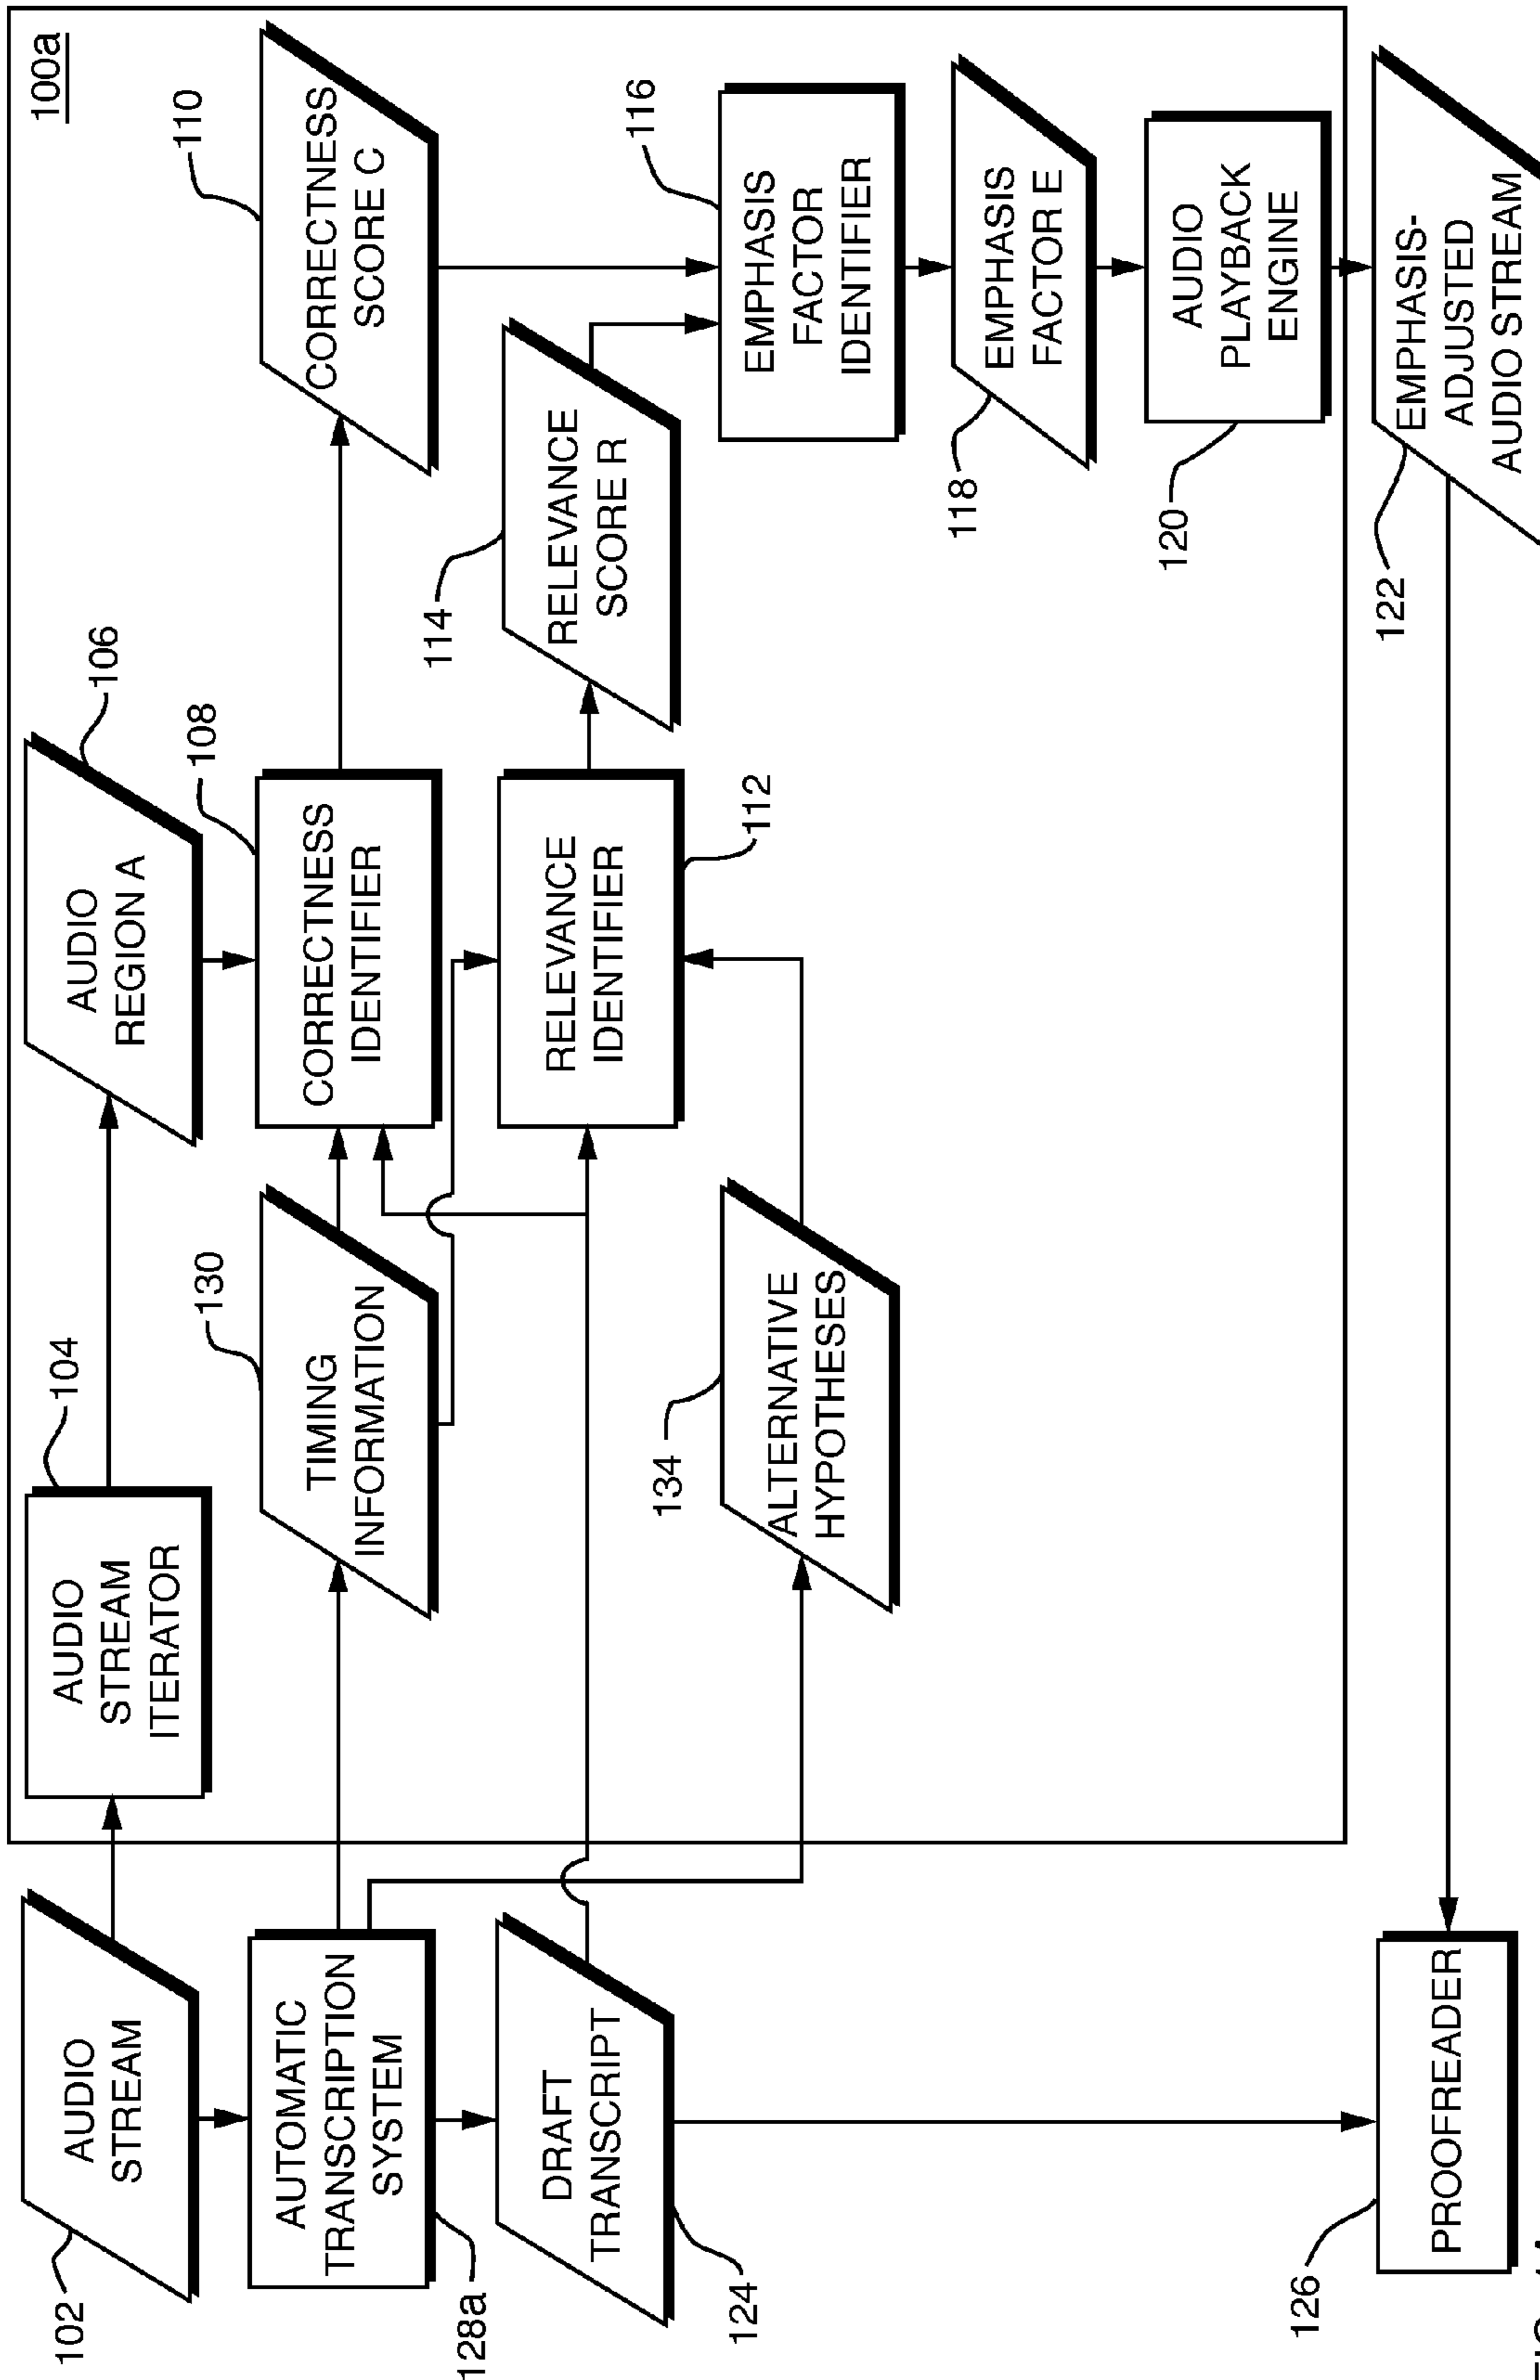 100a
102
AUDIO
STREAM
104
AUDIO
STREAM
ITERATOR
106
AUDIO
REGION A
110
CORRECTNESS
SCORE C
128a
AUTOMATIC
TRANSCRIPTION
SYSTEM
130
TIMING
INFORMATION
108
CORRECTNESS
IDENTIFIER
114
RELEVANCE
SCORE R
116
EMPHASIS
FACTOR
IDENTIFIER
124
DRAFT
TRANSCRIPT
134
ALTERNATIVE
HYPOTHESES
112
RELEVANCE
IDENTIFIER
118
EMPHASIS
FACTOR E
120
AUDIO
PLAYBACK
ENGINE
126
PROOFREADER
122
EMPHASIS-
ADJUSTED
AUDIO STREAM